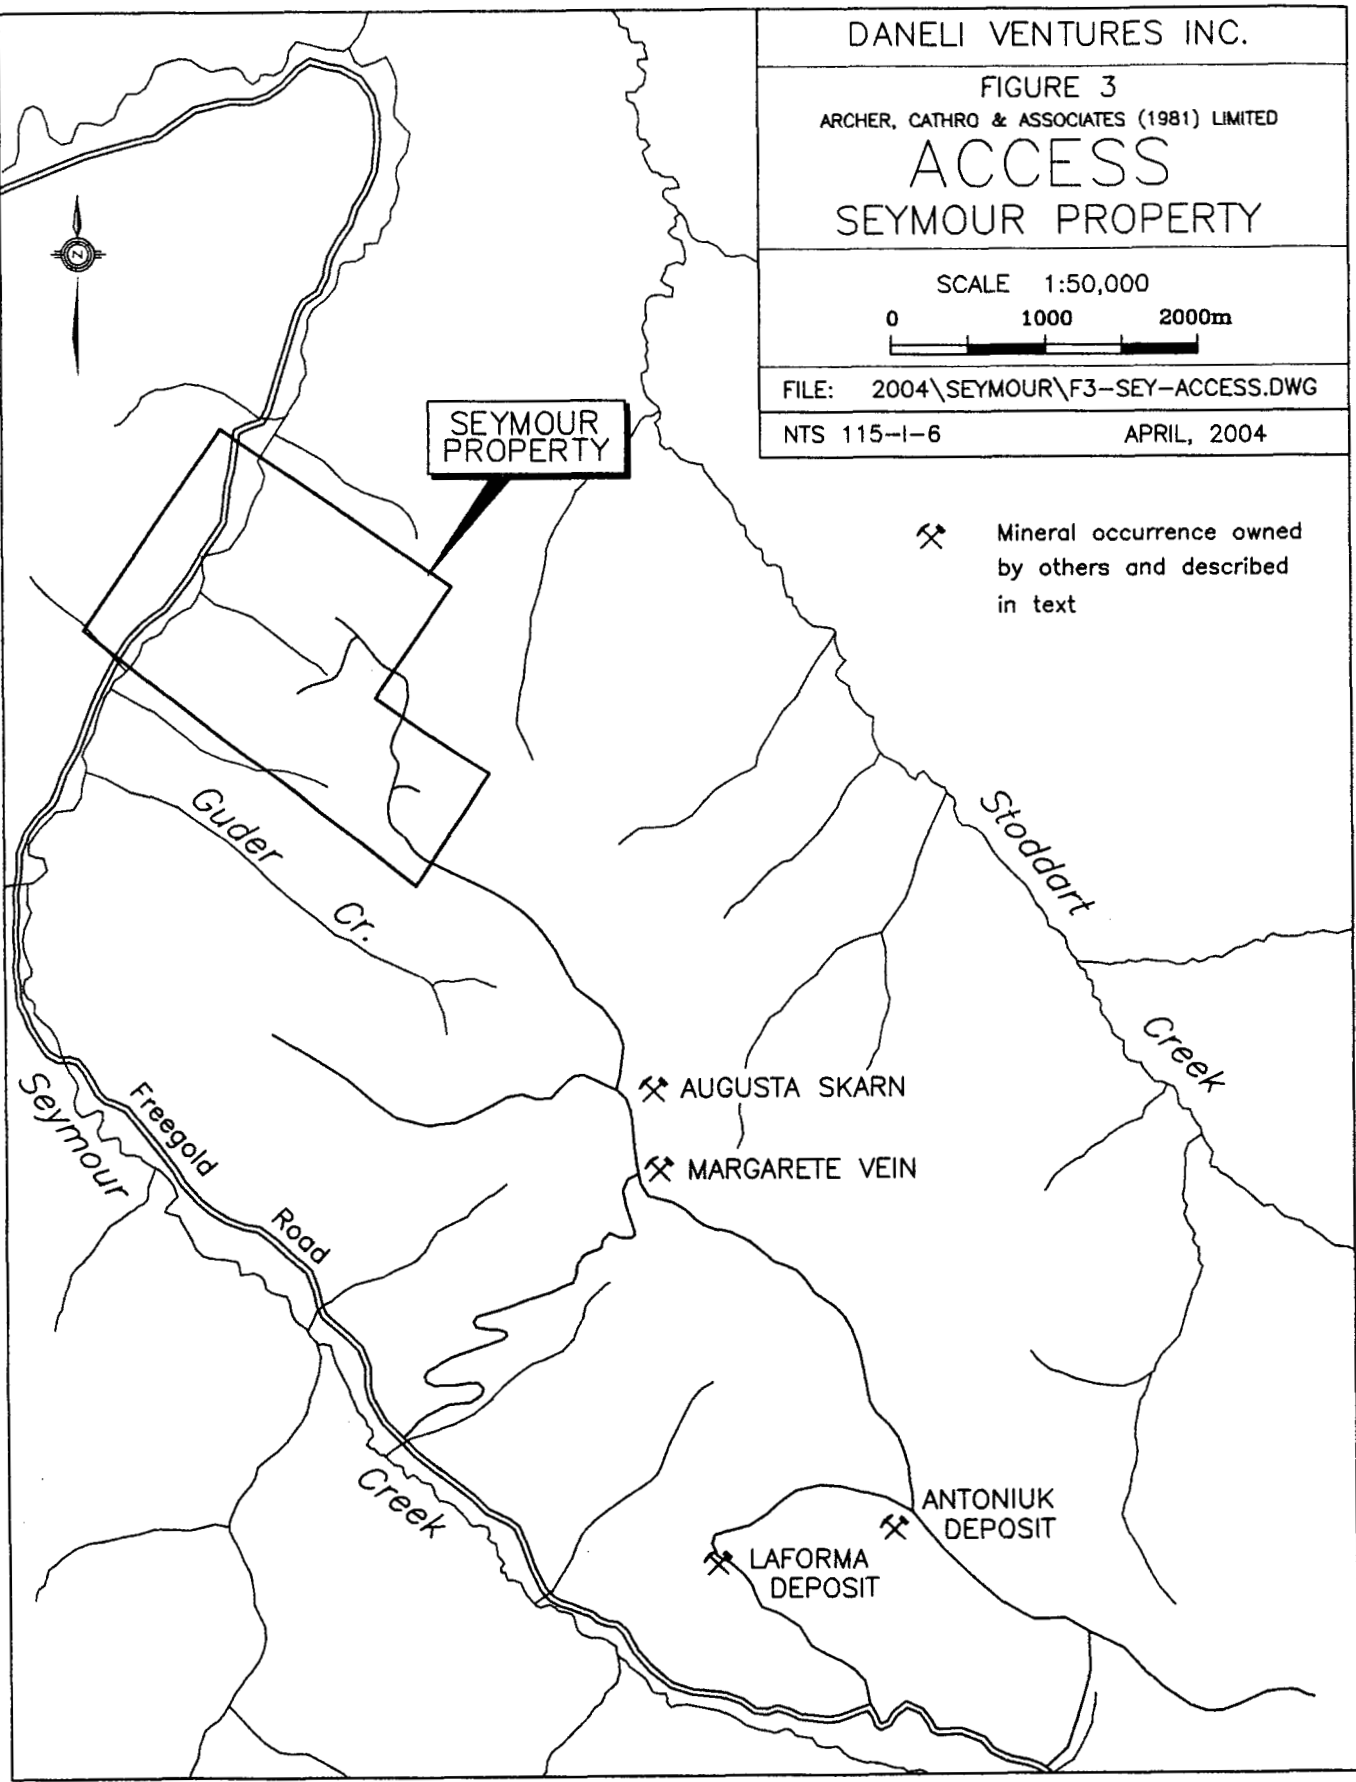 DANELI VENTURES INC.
FIGURE 3
ARCHER, CATHRO & ASSOCIATES (1981) LIMITED
ACCESS
SEYMOUR PROPERTY
SCALE 1:50,000
0 1000 2000m
FILE: 2004\SEYMOUR\F3-SEY-ACCESS.DWG
NTS 115-I-6 APRIL, 2004
Mineral occurrence owned
by others and described
in text
N
SEYMOUR
PROPERTY
Guder
Cr.
Stoddart
Creek
AUGUSTA SKARN
MARGARETE VEIN
Seymour
Creek
Freegold
Road
ANTONIUK
DEPOSIT
LAFORMA
DEPOSIT